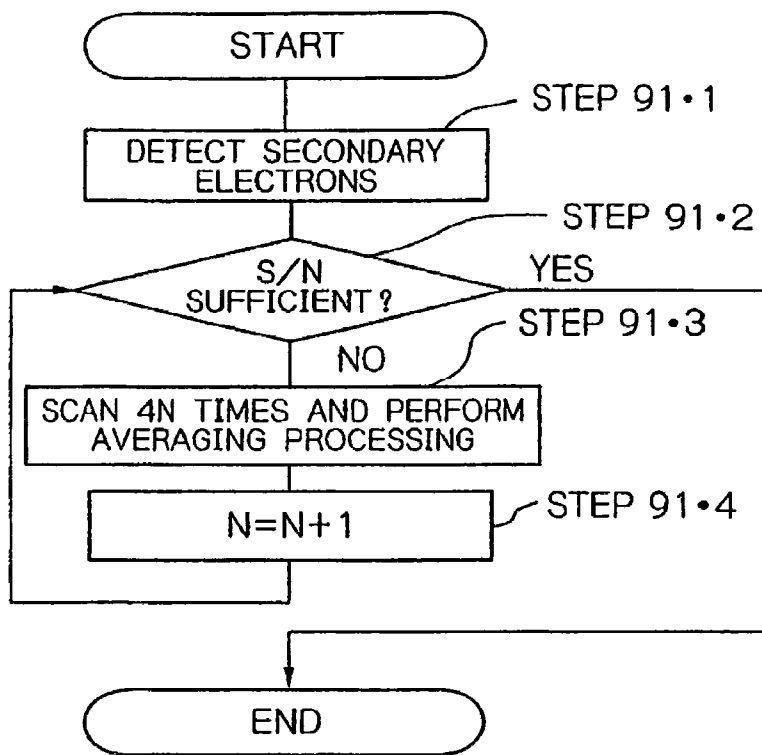 START
STEP 91•1
DETECT SECONDARY
ELECTRONS
STEP 91•2
S/N
SUFFICIENT?
YES
STEP 91•3
NO
SCAN 4N TIMES AND PERFORM
AVERAGING PROCESSING
STEP 91•4
N=N+1
END